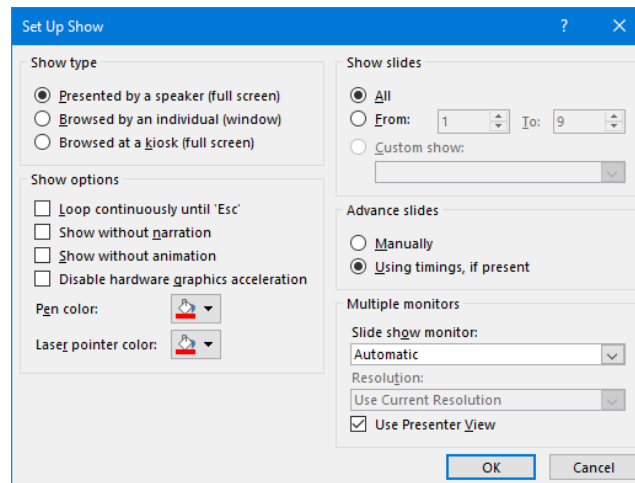 Set Up Show ?
Show type
Presented by a speaker (full screen)
Browsed by an individual (window)
Browsed at a kiosk (full screen)
Show options
Loop continuously until 'Esc'
Show without narration
Show without animation
Disable hardware graphics acceleration
Pen color:
Laser pointer color:
Show slides
All
From: 1 To: 9
Custom show:
Advance slides
Manually
Using timings, if present
Multiple monitors
Slide show monitor:
Automatic
Resolution:
Use Current Resolution
Use Presenter View
OK Cancel